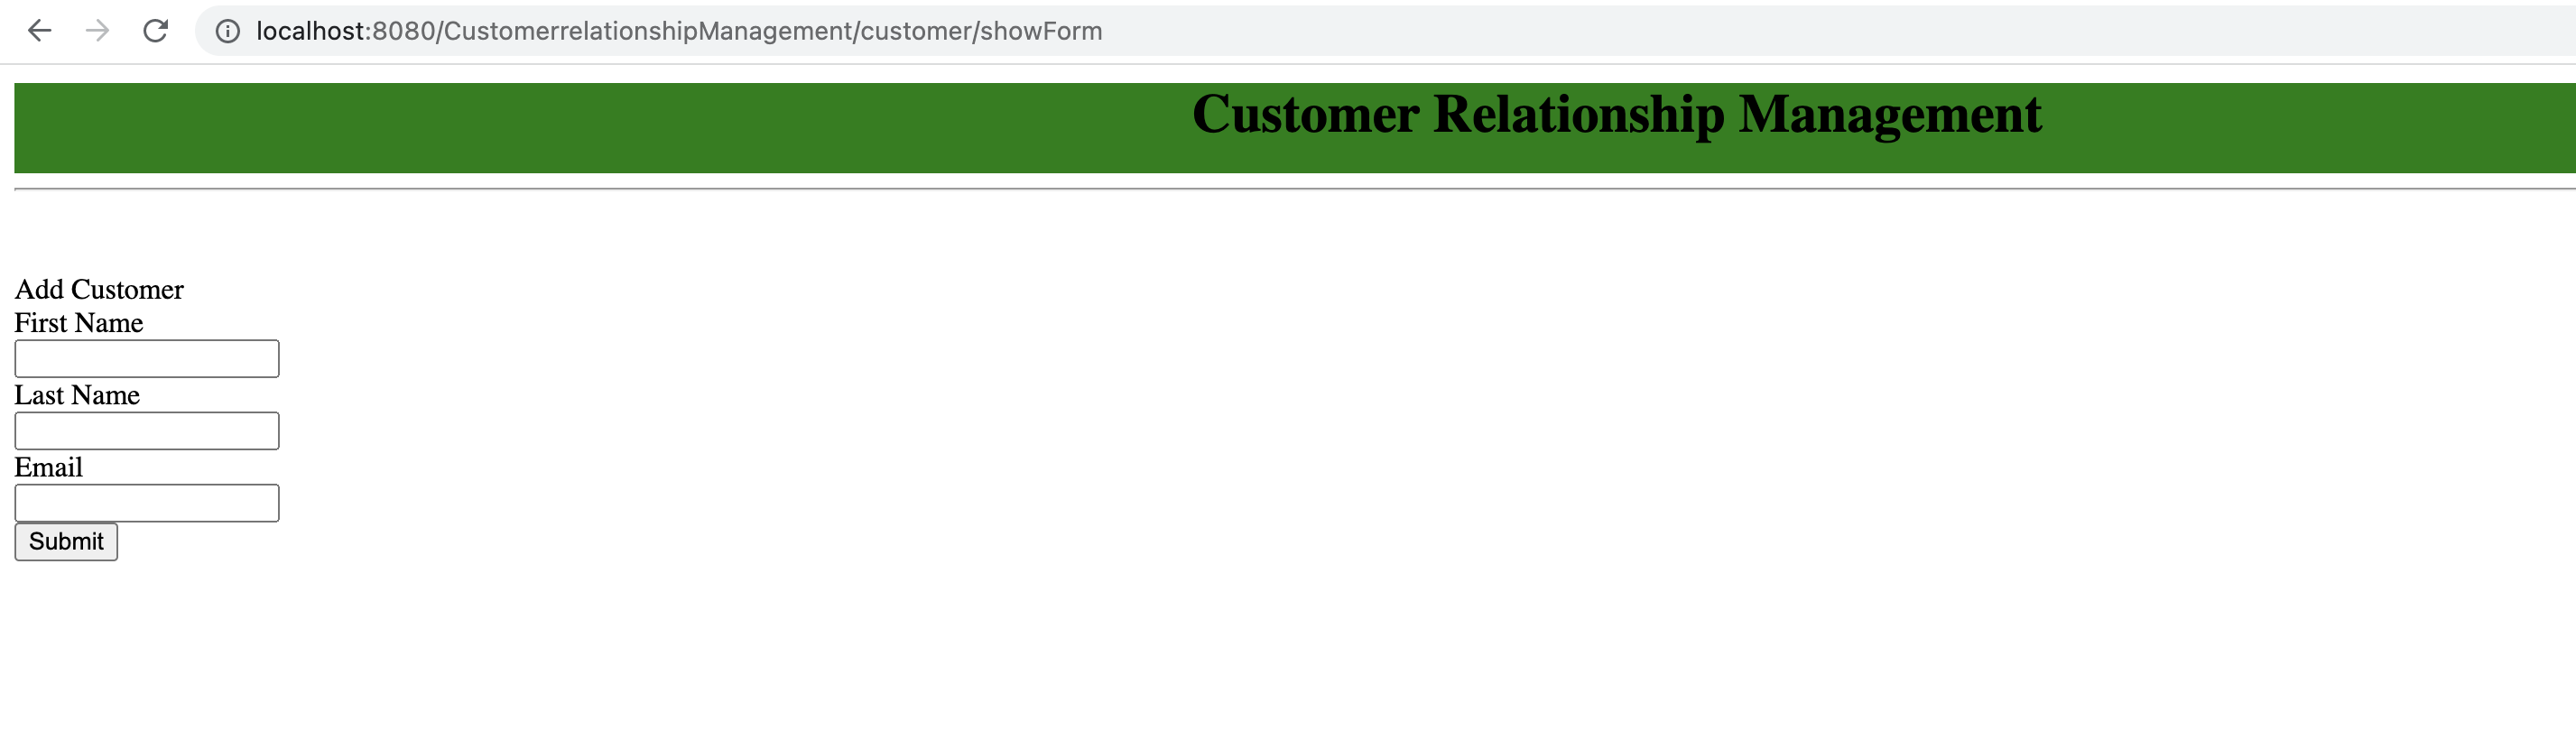 localhost:8080/CustomerrelationshipManagement/customer/showForm
Customer Relationship Management
Add Customer
First Name
Last Name
Email
Submit